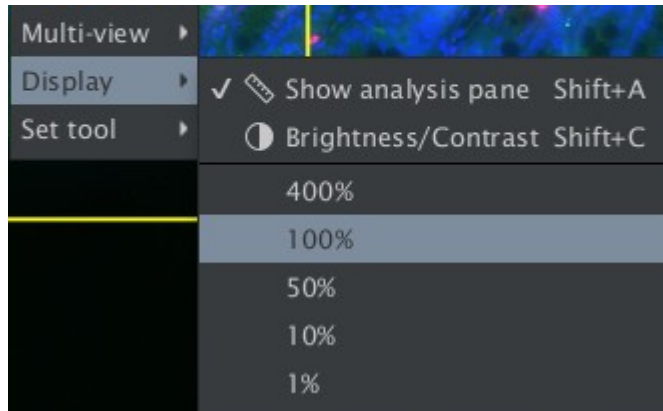 Multi-view
Display
Set tool
Show analysis pane Shift+A
Brightness/Contrast Shift+C
400%
100%
50%
10%
1%